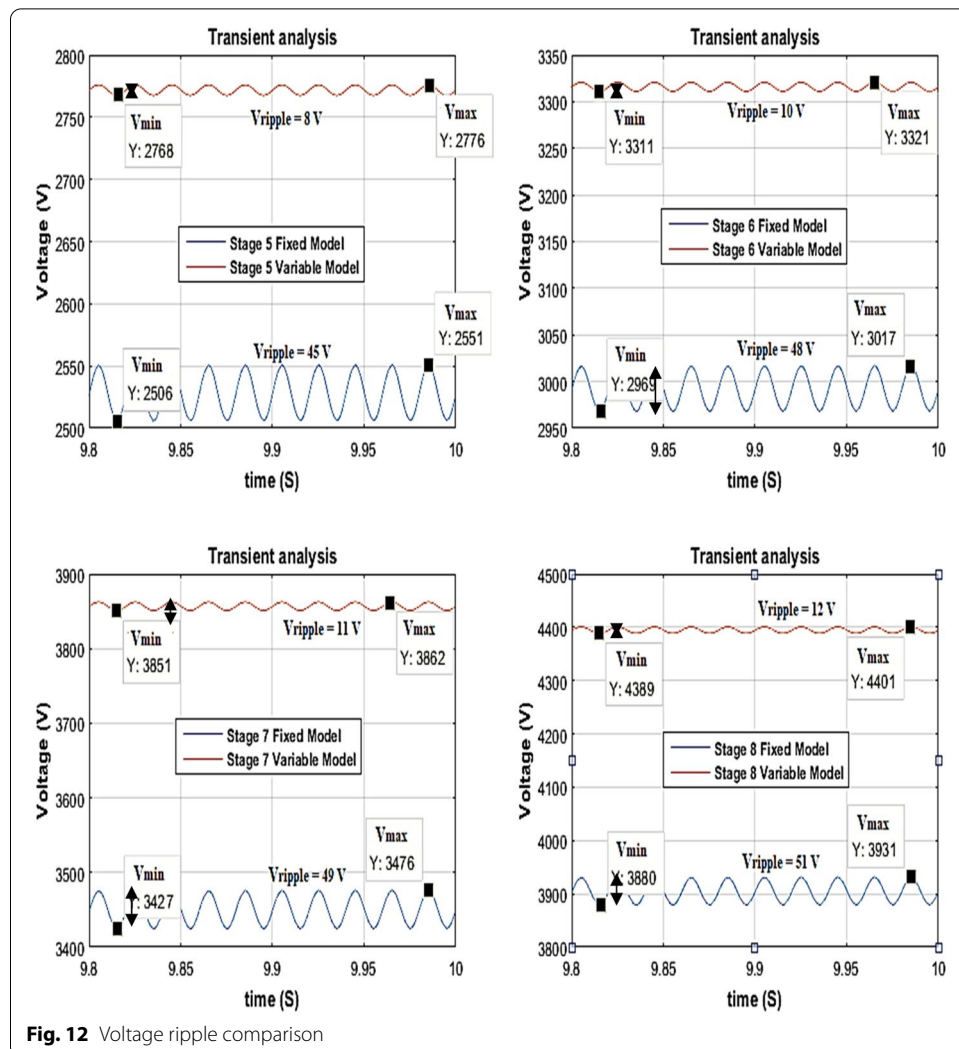 Transient analysis
2800
2750
2700
2650
2600
2550
2500
Voltage (V)
Vmin
Y: 2768
Vripple = 8 V
Vmax
Y: 2776
Stage 5 Fixed Model
Stage 5 Variable Model
Vmin
Y: 2506
Vripple = 45 V
Vmax
Y: 2551
9.8 9.85 9.9 9.95 10
time (S)
Transient analysis
3350
3300
3250
3200
3150
3100
3050
3000
2950
Voltage (V)
Vmin
Y: 3311
Vripple = 10 V
Vmax
Y: 3321
Stage 6 Fixed Model
Stage 6 Variable Model
Vmin
Y: 2969
Vripple = 48 V
Vmax
Y: 3017
9.8 9.85 9.9 9.95 10
time (S)
Transient analysis
3900
3800
3700
3600
3500
3400
Voltage (V)
Vmin
Y: 3851
Vripple = 11 V
Vmax
Y: 3862
Stage 7 Fixed Model
Stage 7 Variable Model
Vmin
: 3427
Vripple = 49 V
Vmax
Y: 3476
9.8 9.85 9.9 9.95 10
time (S)
Transient analysis
4500
4400
4300
4200
4100
4000
3900
3800
Voltage (V)
Vmin
Y: 4389
Vripple = 12 V
Vmax
Y: 4401
Stage 8 Fixed Model
Stage 8 Variable Model
Vmin
Y: 3880
Vripple = 51 V
Vmax
Y: 3931
9.8 9.85 9.9 9.95 10
time (S)
Fig. 12 Voltage ripple comparison